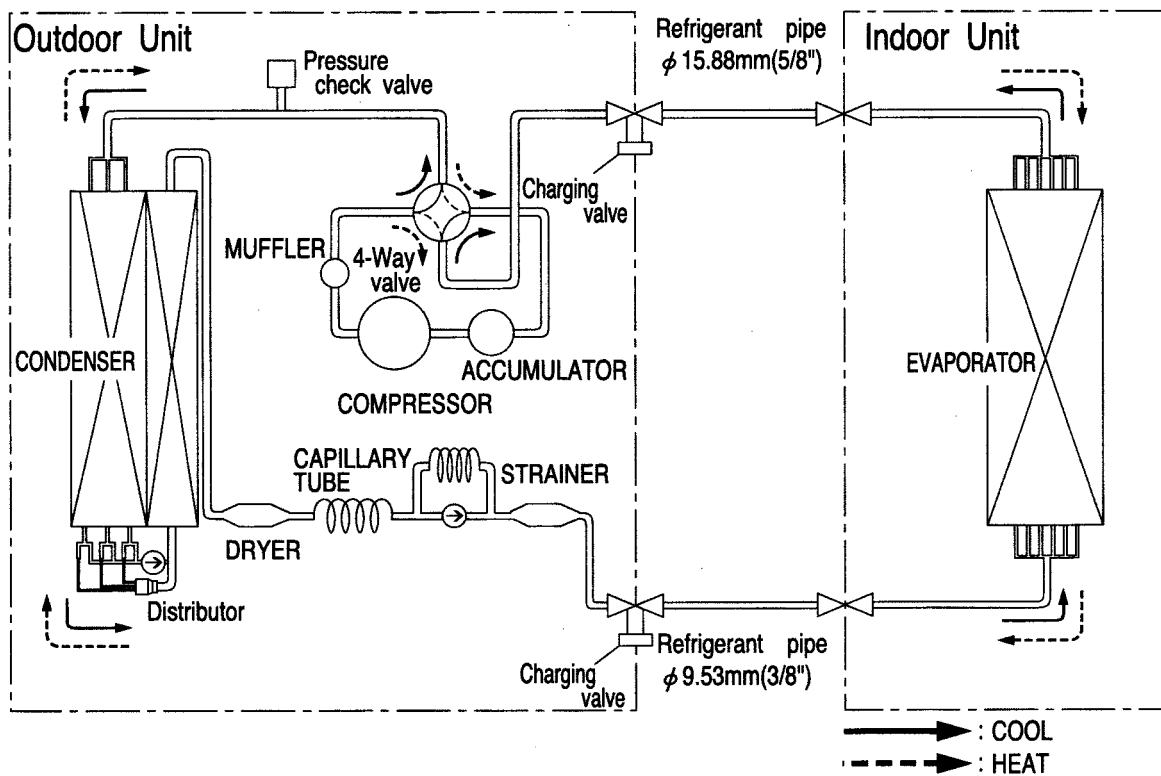 Outdoor Unit
Pressure
check valve
Refrigerant pipe
φ 15.88mm(5/8")
Indoor Unit
Charging
valve
MUFFLER
4-Way
valve
CONDENSER
ACCUMULATOR
COMPRESSOR
EVAPORATOR
CAPILLARY
TUBE
STRAINER
DRYER
Distributor
Charging
valve
Refrigerant pipe
φ 9.53mm(3/8")
: COOL
: HEAT